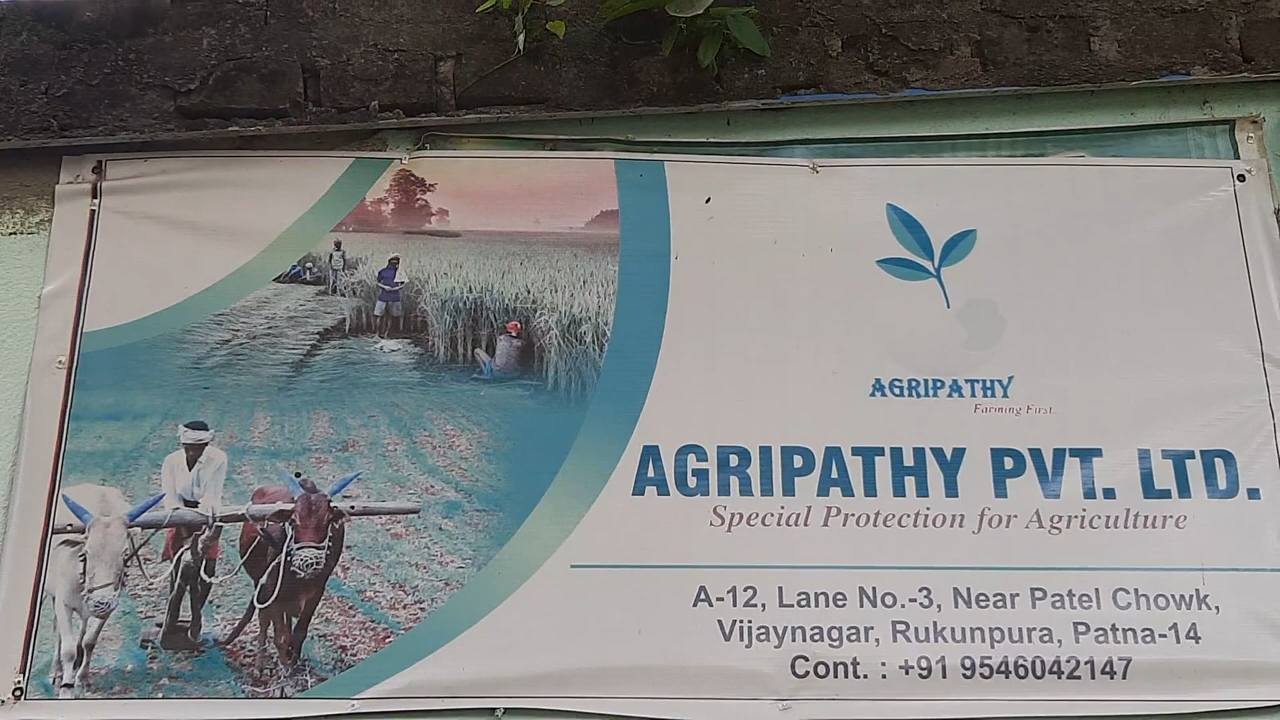 AGRIPATHY
Farming First
AGRIPATHY PVT. LTD.
Special Protection for Agriculture
A-12, Lane No.-3, Near Patel Chowk,
Vijaynagar, Rukunpura, Patna-14
Cont. : +91 9546042147